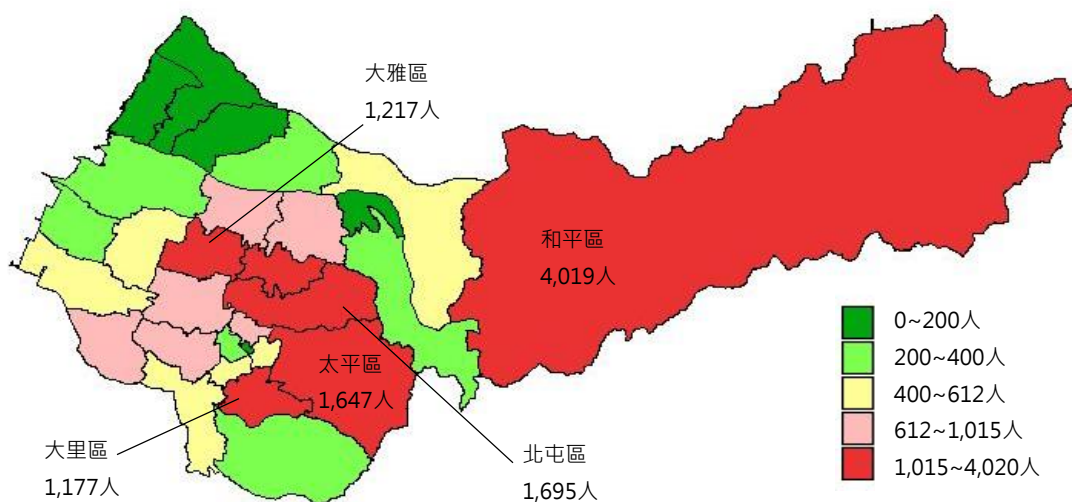 大雅區
1,217人
和平區
4,019人
太平區
1,647人
大里區
1,177人
北屯區
1,695人
0~200人
200~400人
400~612人
612~1,015人
1,015~4,020人